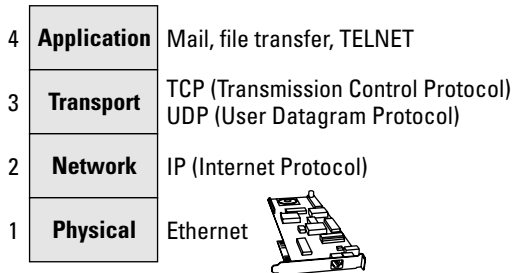 4 Application Mail, file transfer, TELNET
3 Transport TCP (Transmission Control Protocol)
UDP (User Datagram Protocol)
2 Network IP (Internet Protocol)
1 Physical Ethernet